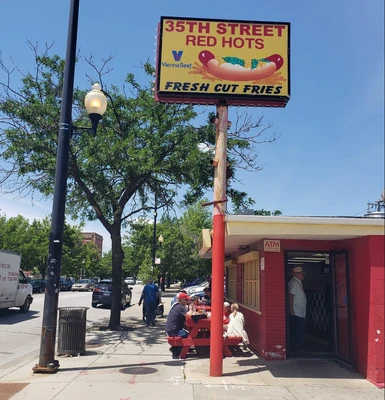 35TH STREET
RED HOTS
V
Vienna Beef
FRESH CUT FRIES
ATM